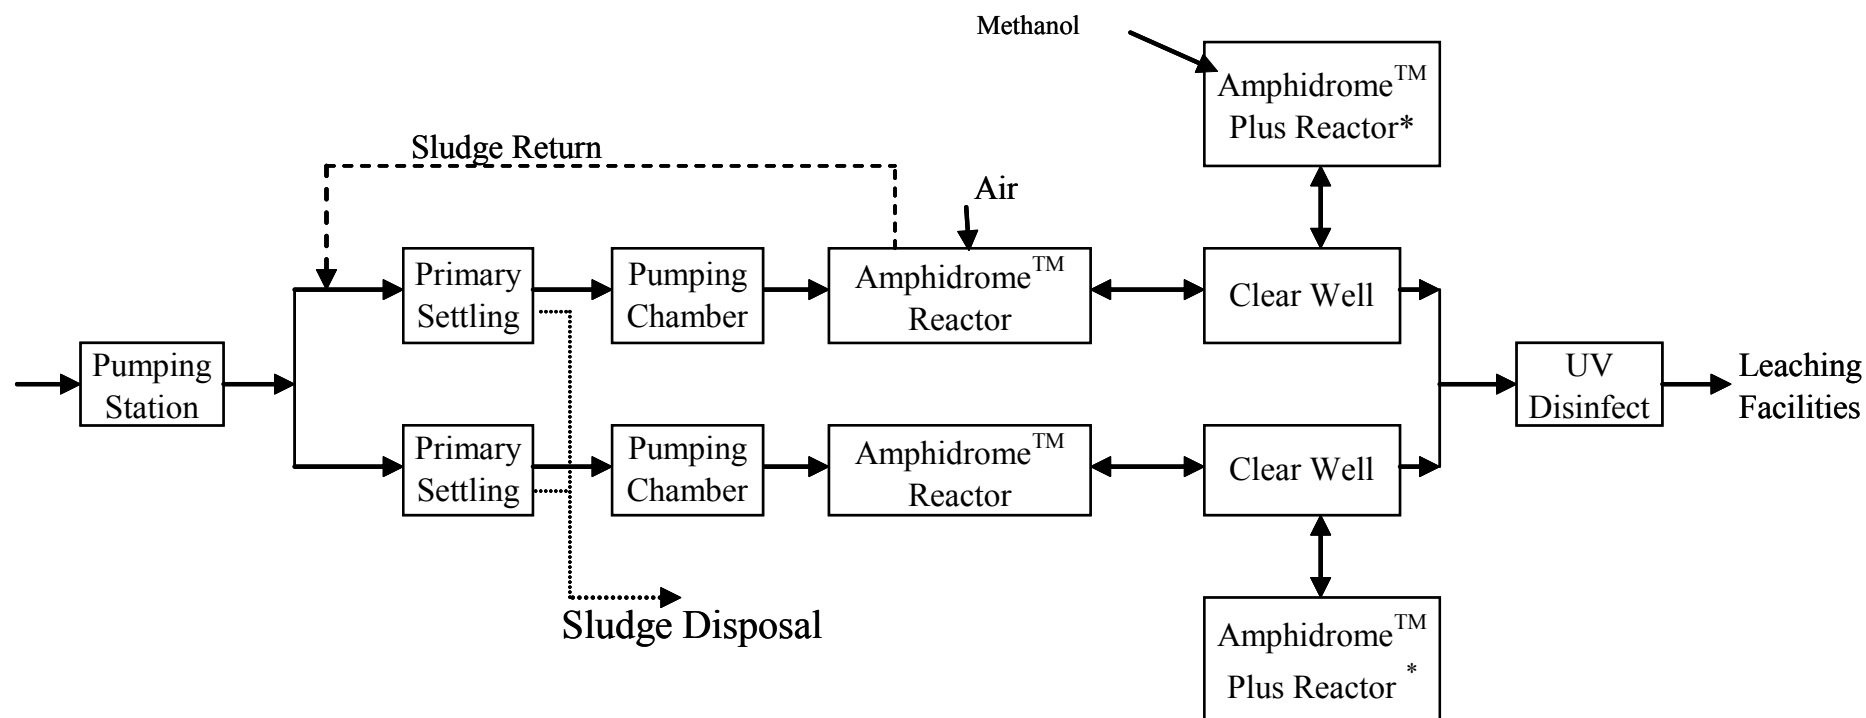 Methanol
Amphidrome™
Plus Reactor*
Sludge Return
Air
Primary
Settling
Pumping
Chamber
Amphidrome™
Reactor
Clear Well
Pumping
Station
UV
Disinfect
Leaching
Facilities
Primary
Settling
Pumping
Chamber
Amphidrome™
Reactor
Clear Well
Sludge Disposal
Amphidrome™
Plus Reactor *